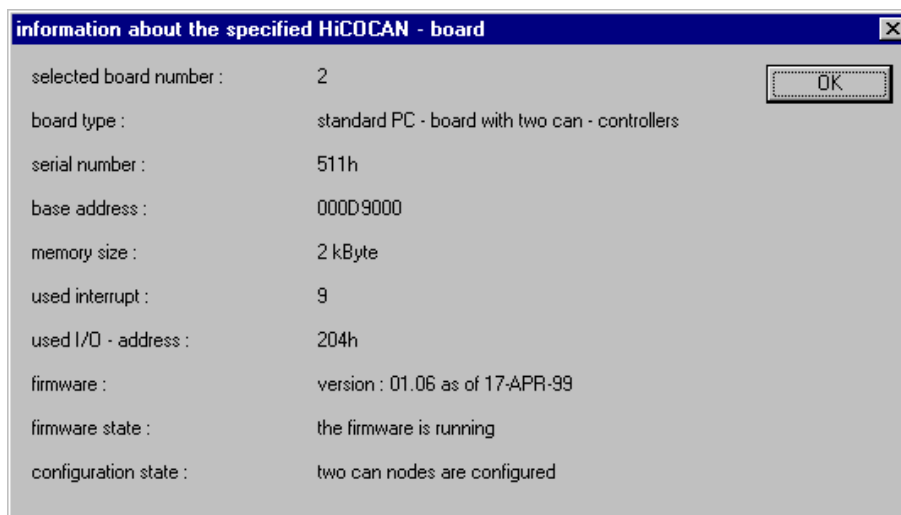 information about the specified HiCOCAN - board
selected board number : 2
OK
board type : standard PC - board with two can - controllers
serial number : 511h
base address : 000D9000
memory size : 2 kByte
used interrupt : 9
used I/O - address : 204h
firmware : version : 01.06 as of 17-APR-99
firmware state : the firmware is running
configuration state : two can nodes are configured